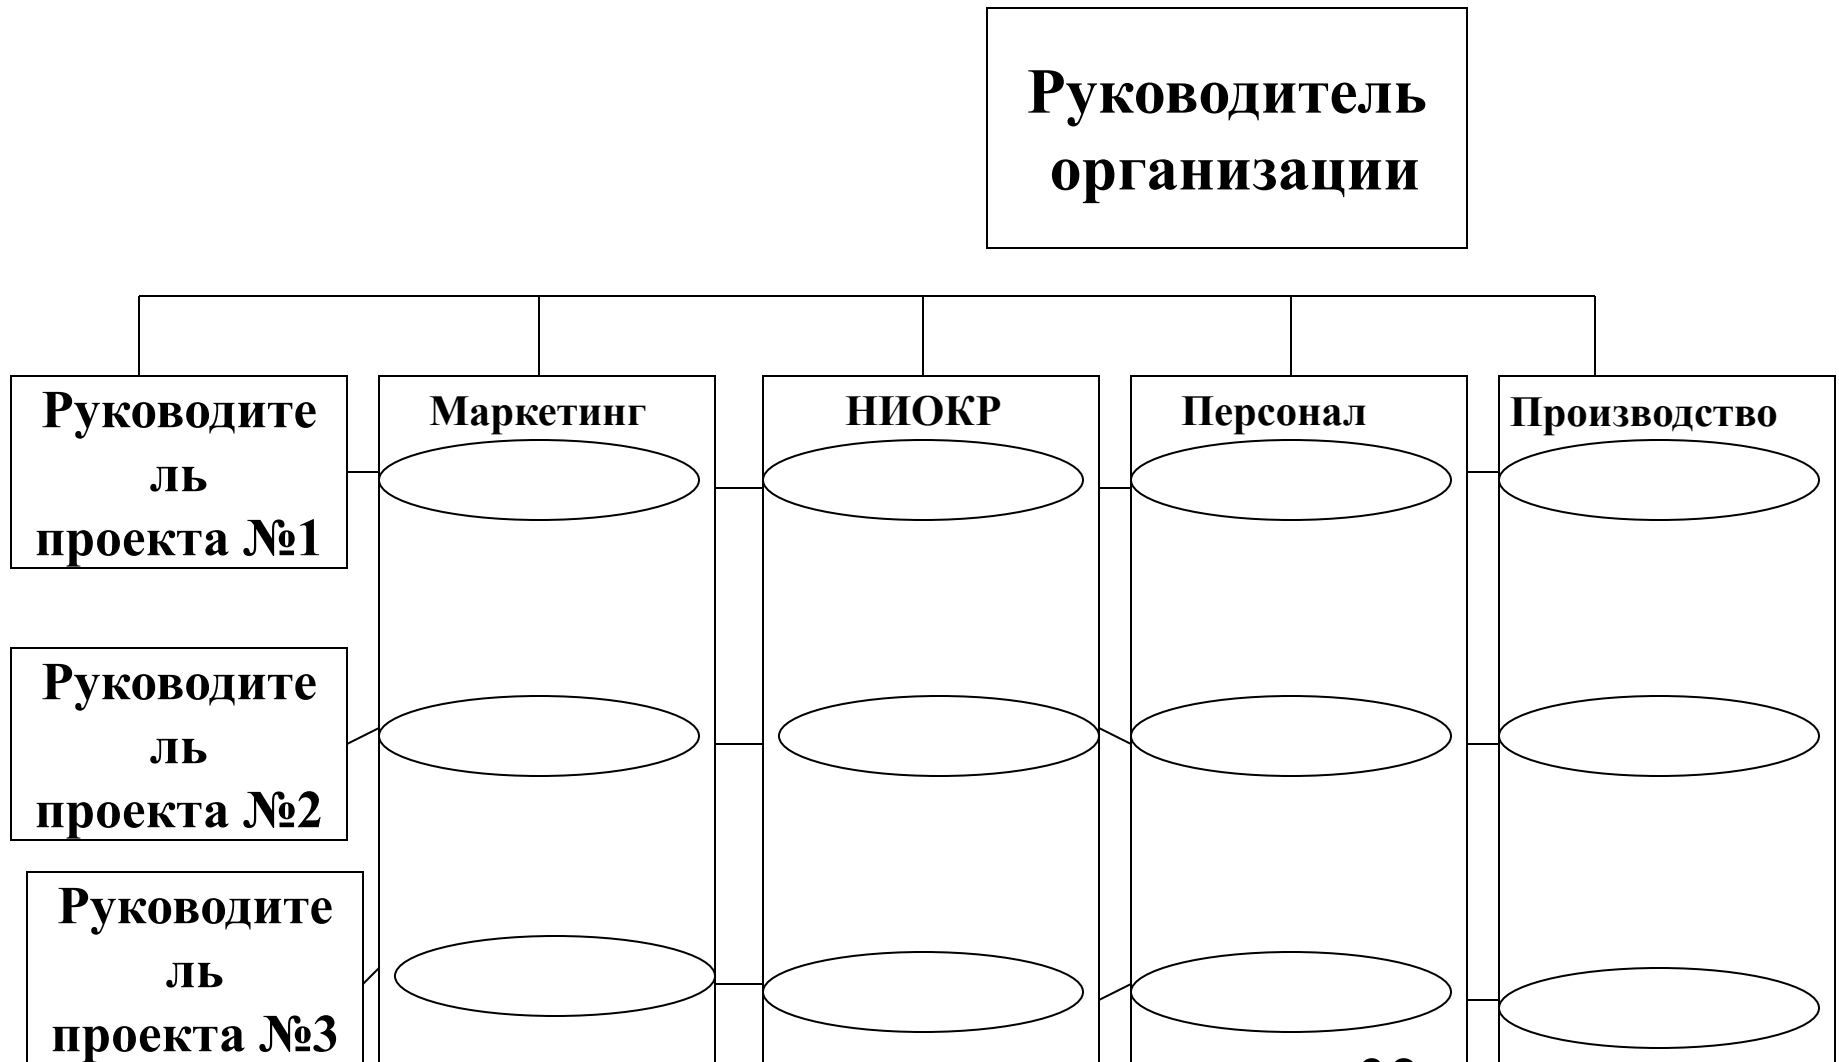 Руководитель
организации
Руководите
ль
проекта №1
Маркетинг
НИОКР
Персонал
Производство
Руководите
ль
проекта №2
Руководите
ль
проекта №3